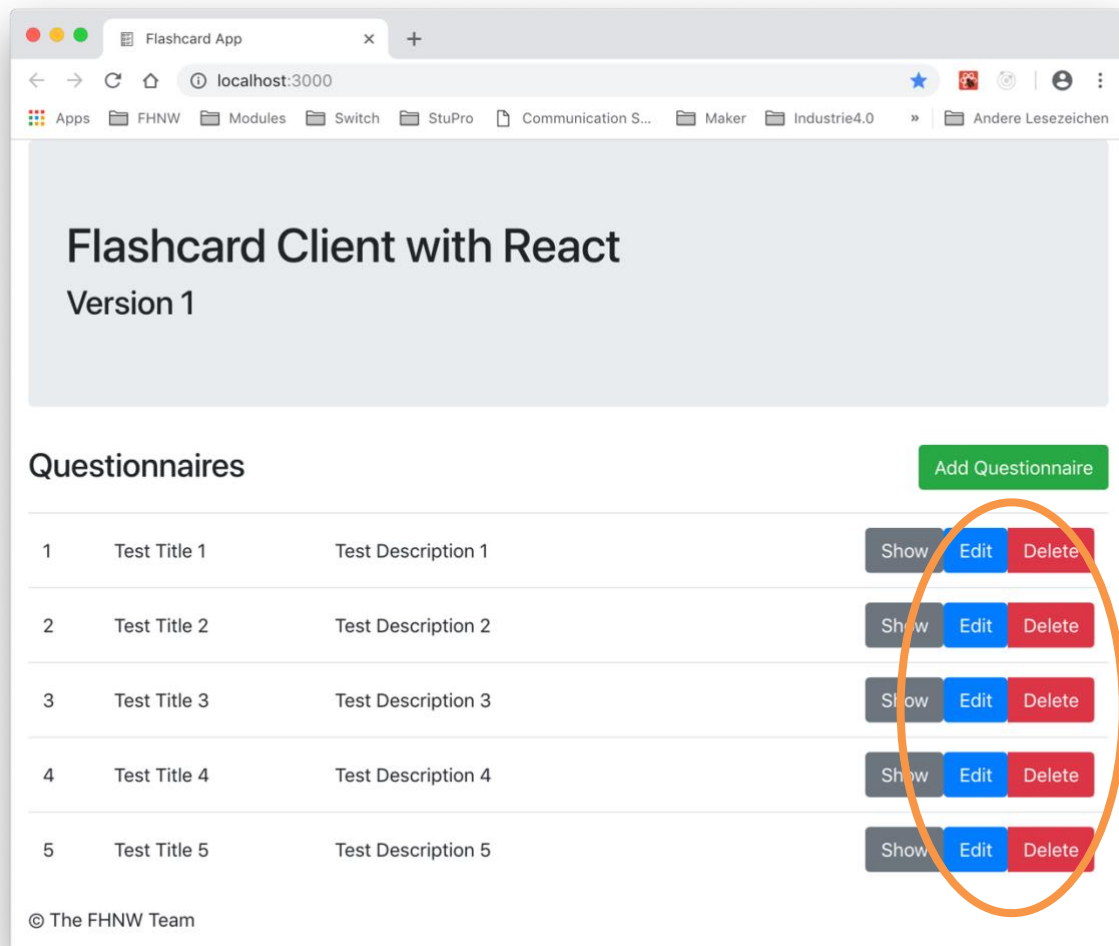 Flashcard App
localhost:3000
Apps FHNW Modules Switch StuPro Communication S... Maker Industrie4.0 » Andere Lesezeichen
Flashcard Client with React
Version 1
Questionnaires Add Questionnaire
1 Test Title 1 Test Description 1 Show Edit Delete
2 Test Title 2 Test Description 2 Show Edit Delete
3 Test Title 3 Test Description 3 Show Edit Delete
4 Test Title 4 Test Description 4 Show Edit Delete
5 Test Title 5 Test Description 5 Show Edit Delete
© The FHNW Team